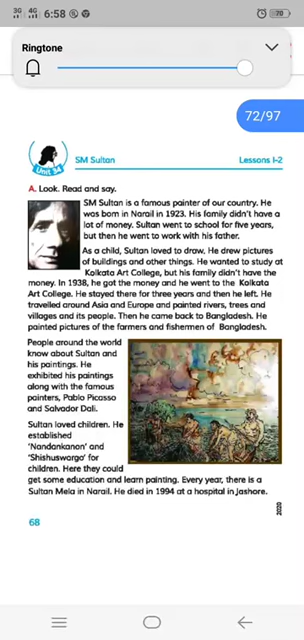 3G 4G 6:58 70
Ringtone
72/97
Unit 34
SM Sultan Lessons 1-2
A. Look. Read and say.
SM Sultan is a famous painter of our country. He
was born in Narail in 1923. His family didn't have a
lot of money. Sultan went to school for five years,
but then he went to work with his father.
As a child, Sultan loved to draw. He drew pictures
of buildings and other things. He wanted to study at
Kolkata Art College, but his family didn't have the
money. In 1938, he got the money and he went to the Kolkata
Art College. He stayed there for three years and then he left. He
travelled around Asia and Europe and painted rivers, trees and
villages and its people. Then he came back to Bangladesh. He
painted pictures of the farmers and fishermen of Bangladesh.
People around the world
know about Sultan and
his paintings. He
exhibited his paintings
along with the famous
painters, Pablo Picasso
and Salvador Dali.
Sultan loved children. He
established
'Nandankanon' and
'Shishuswarga' for
children. Here they could
get some education and learn painting. Every year, there is a
Sultan Mela in Narail. He died in 1994 at a hospital in Jashore.
2020
68